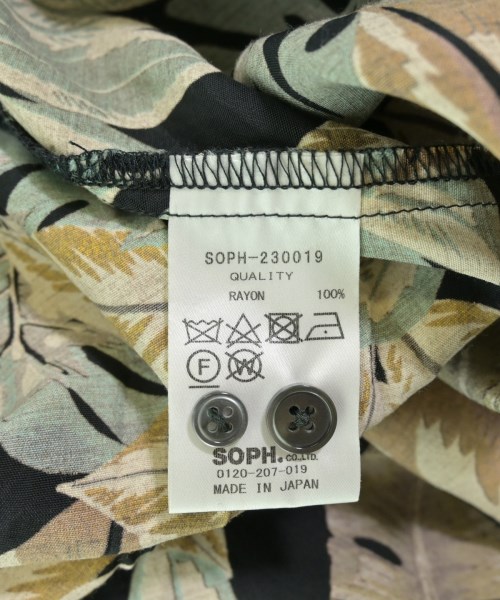 SOPH-230019
QUALITY
RAYON 100%
F W
SOPH.CO.,LTD.
0120-207-019
MADE IN JAPAN